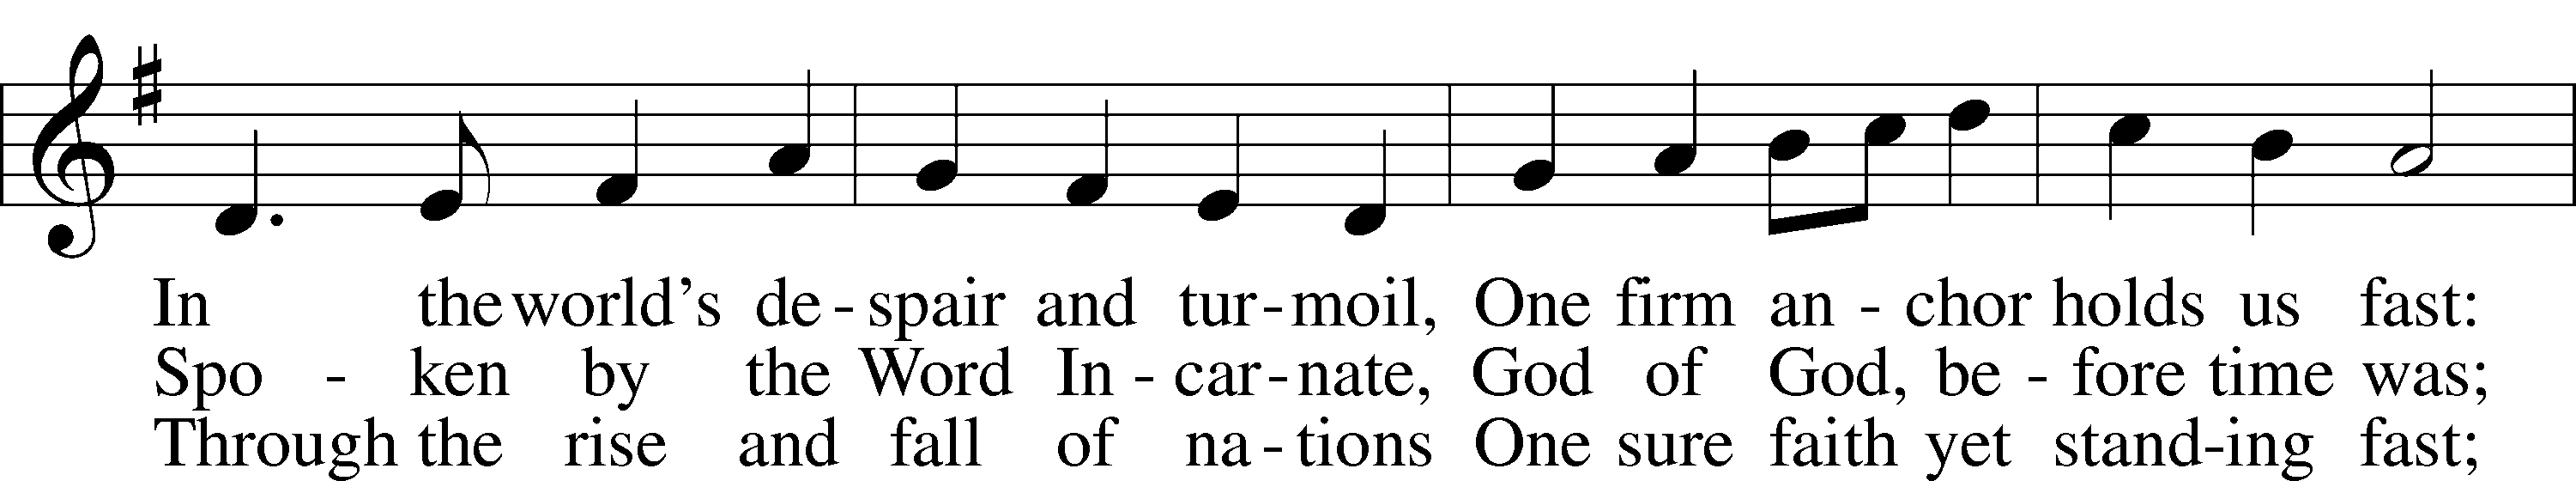 In the world's de - spair and tur - moil, One firm an - chor holds us fast:
Spo - ken by the Word In - car - nate, God of God, be - fore time was;
Through the rise and fall of na - tions One sure faith yet stand-ing fast;